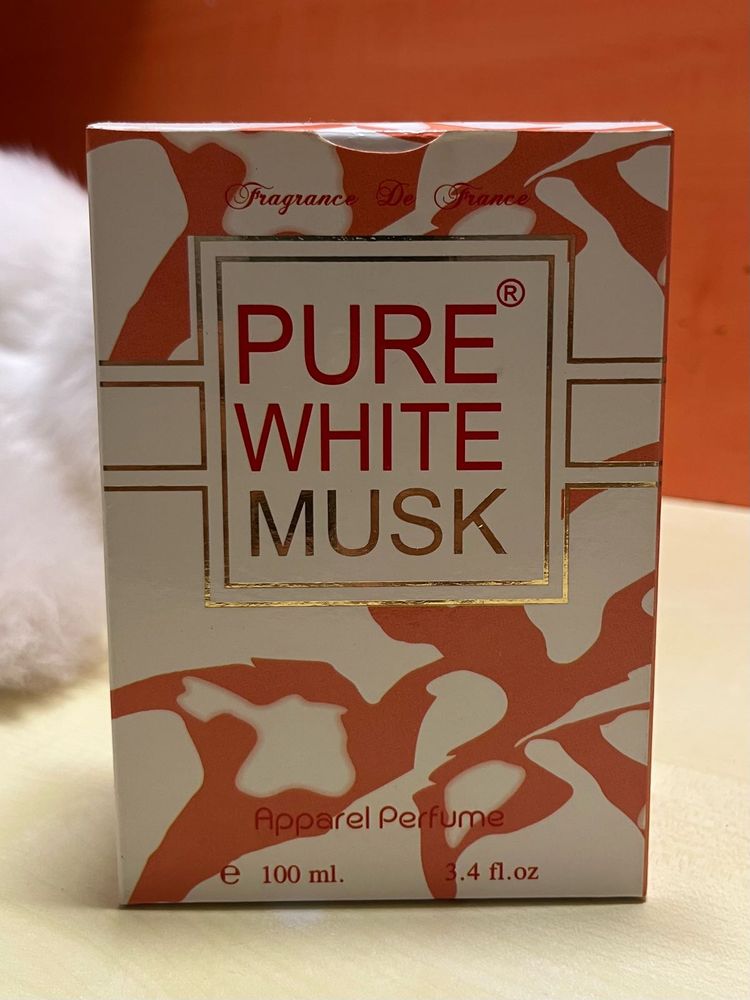 Fragrance De France
PURE®
WHITE
MUSK
Apparel Perfume
℮ 100 ml. 3.4 fl.oz